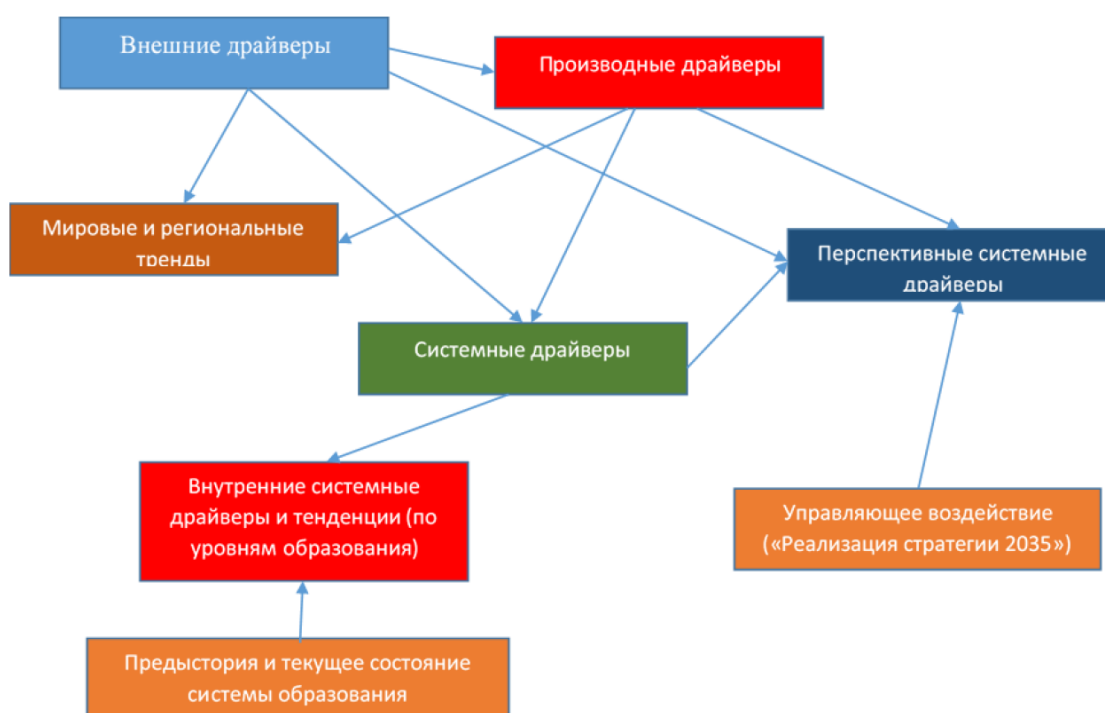 Внешние драйверы
Производные драйверы
Мировые и региональные
тренды
Перспективные системные
драйверы
Системные драйверы
Внутренние системные
драйверы и тенденции (по
уровням образования)
Управляющее воздействие
(«Реализация стратегии 2035»)
Предыстория и текущее состояние
системы образования